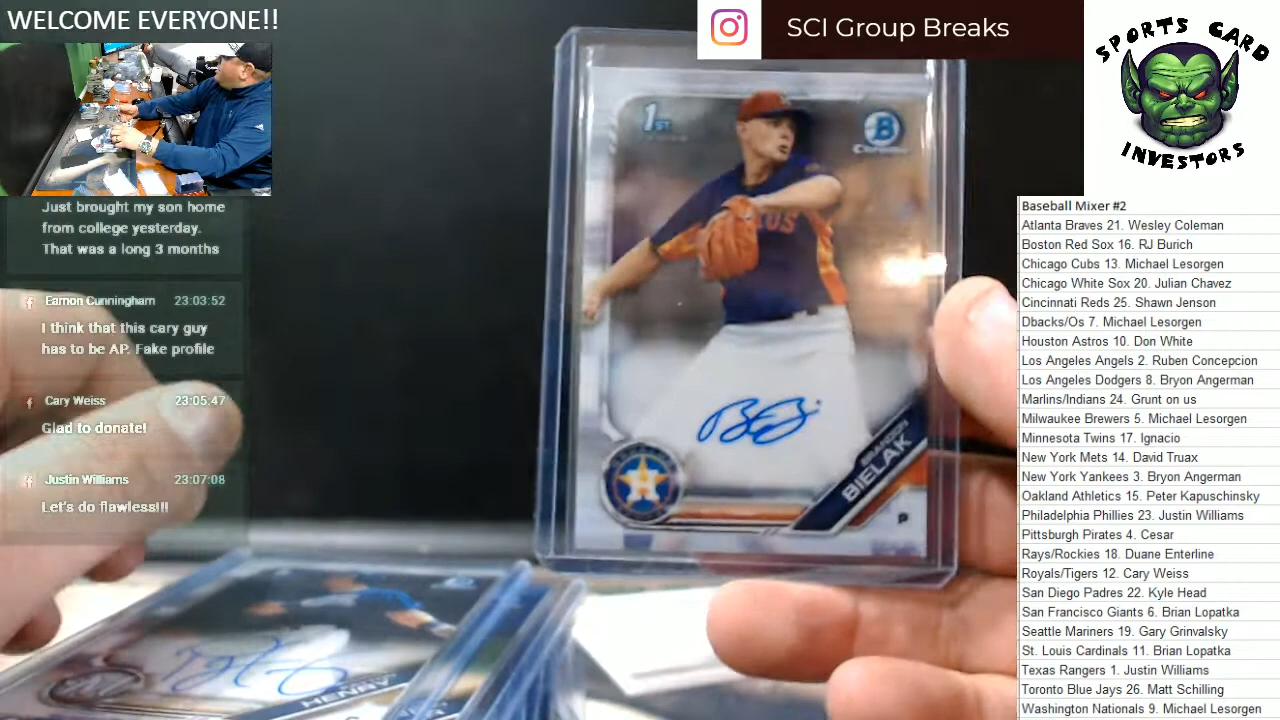 WELCOME EVERYONE!!
SCI Group Breaks
SPORTS CARD
INVESTORS
Just brought my son home
from college yesterday.
That was a long 3 months
Eamon Cunningham 23:03:52
I think that this cary guy
has to be AP. Fake profile
Cary Weiss 23:05:47
Glad to donate!
Justin Williams 23:07:08
Let's do flawless!!!
1ST
B
BRANDON
BIELAK
P
Baseball Mixer #2
Atlanta Braves 21. Wesley Coleman
Boston Red Sox 16. RJ Burich
Chicago Cubs 13. Michael Lesorgen
Chicago White Sox 20. Julian Chavez
Cincinnati Reds 25. Shawn Jenson
Dbacks/Os 7. Michael Lesorgen
Houston Astros 10. Don White
Los Angeles Angels 2. Ruben Concepcion
Los Angeles Dodgers 8. Bryon Angerman
Marlins/Indians 24. Grunt on us
Milwaukee Brewers 5. Michael Lesorgen
Minnesota Twins 17. Ignacio
New York Mets 14. David Truax
New York Yankees 3. Bryon Angerman
Oakland Athletics 15. Peter Kapuschinsky
Philadelphia Phillies 23. Justin Williams
Pittsburgh Pirates 4. Cesar
Rays/Rockies 18. Duane Enterline
Royals/Tigers 12. Cary Weiss
San Diego Padres 22. Kyle Head
San Francisco Giants 6. Brian Lopatka
Seattle Mariners 19. Gary Grinvalsky
St. Louis Cardinals 11. Brian Lopatka
Texas Rangers 1. Justin Williams
Toronto Blue Jays 26. Matt Schilling
Washington Nationals 9. Michael Lesorgen